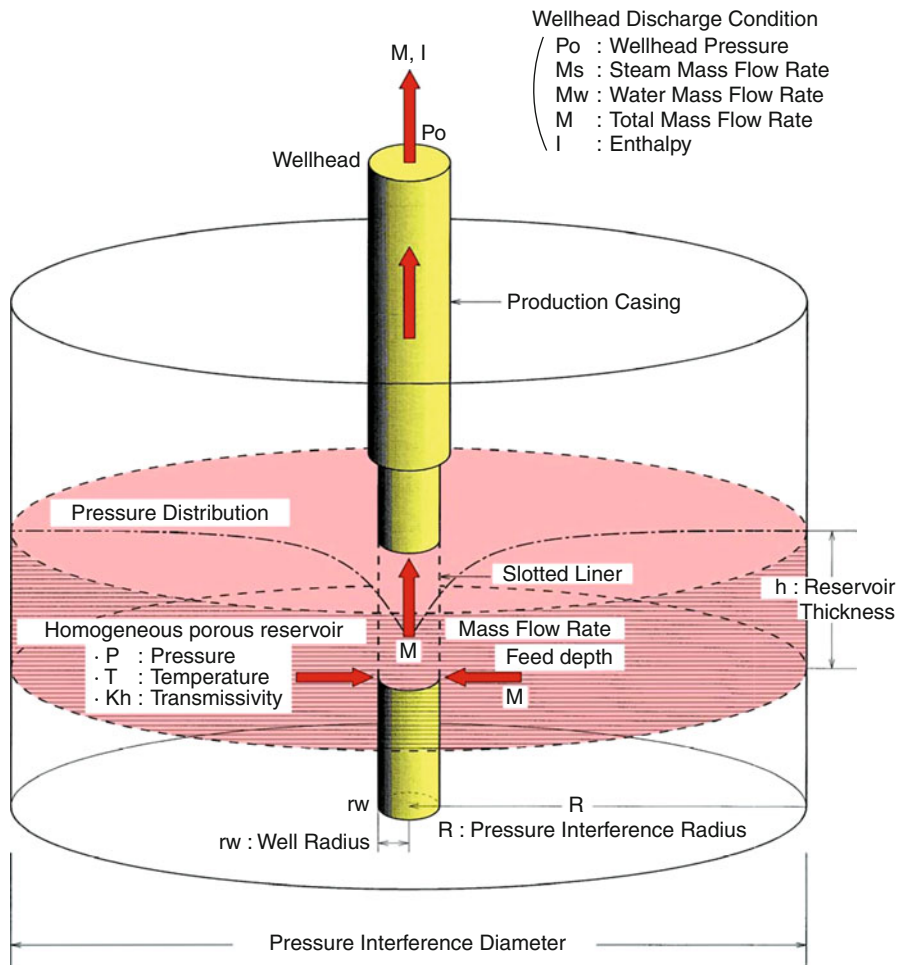 Wellhead Discharge Condition
Po : Wellhead Pressure
Ms : Steam Mass Flow Rate
Mw : Water Mass Flow Rate
M : Total Mass Flow Rate
I : Enthalpy
M, I
Po
Wellhead
Production Casing
Pressure Distribution
Slotted Liner
h : Reservoir
Thickness
Homogeneous porous reservoir
· P : Pressure
· T : Temperature
· Kh : Transmissivity
Mass Flow Rate
M
Feed depth
M
rw
R
rw : Well Radius
R : Pressure Interference Radius
Pressure Interference Diameter